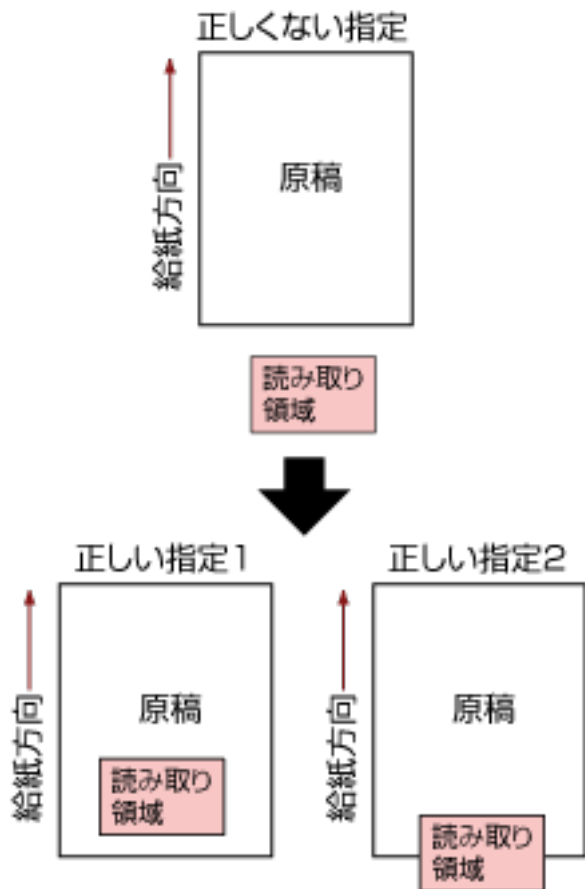 正しくない指定
給紙方向
原稿
読み取り
領域
正しい指定1
給紙方向
原稿
読み取り
領域
正しい指定2
給紙方向
原稿
読み取り
領域